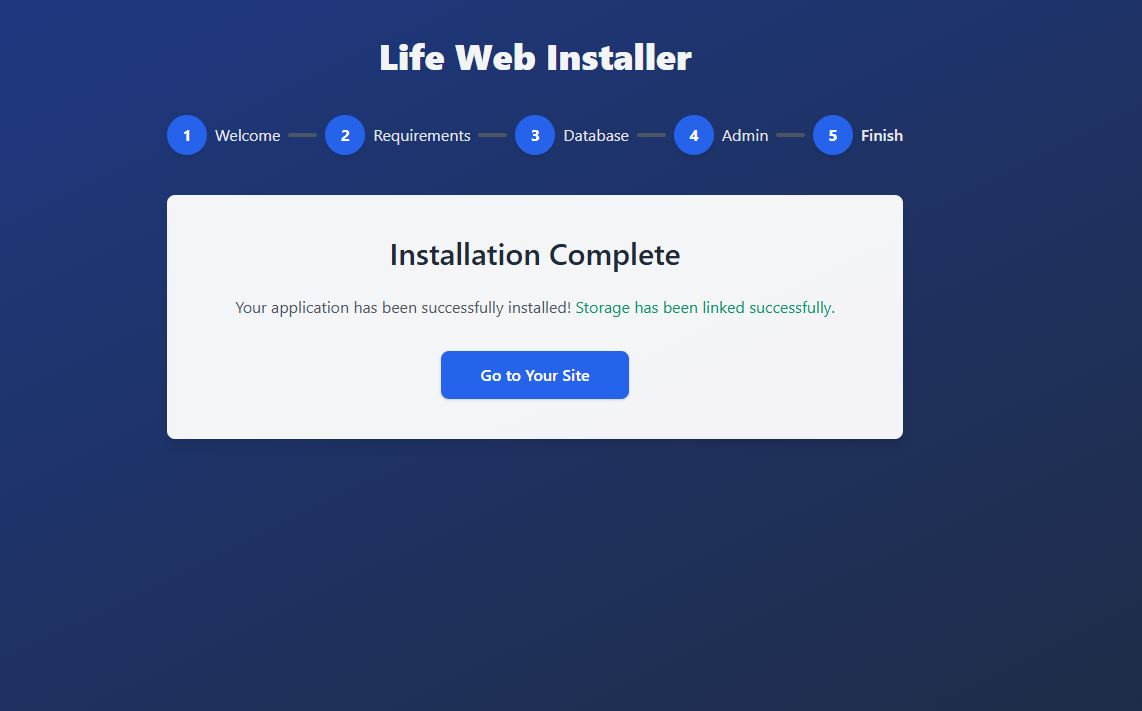 Life Web Installer
1 Welcome 2 Requirements 3 Database 4 Admin 5 Finish
Installation Complete
Your application has been successfully installed! Storage has been linked successfully.
Go to Your Site